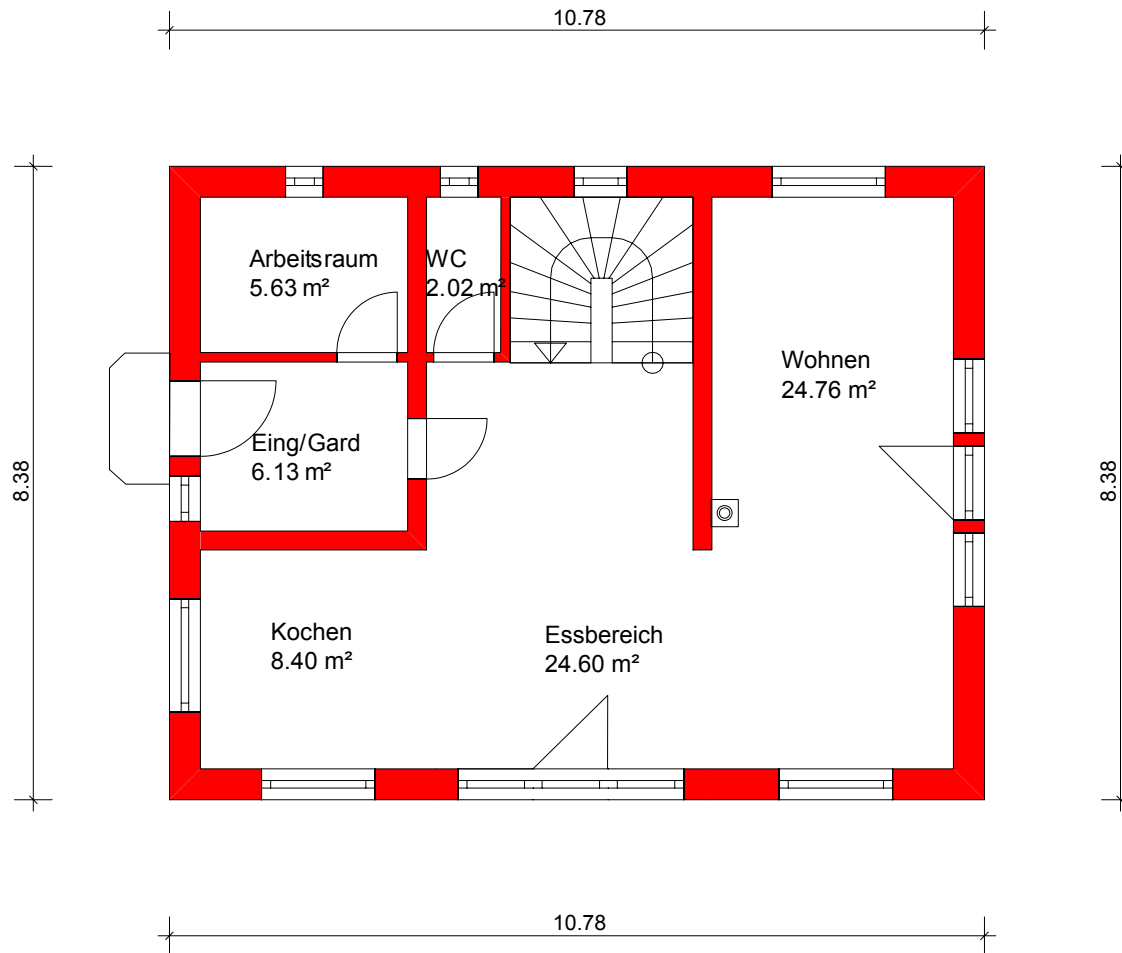 10.78
Arbeitsraum
5.63 m²
WC
2.02 m²
Wohnen
24.76 m²
Eing/Gard
6.13 m²
8.38
8.38
Kochen
8.40 m²
Essbereich
24.60 m²
10.78